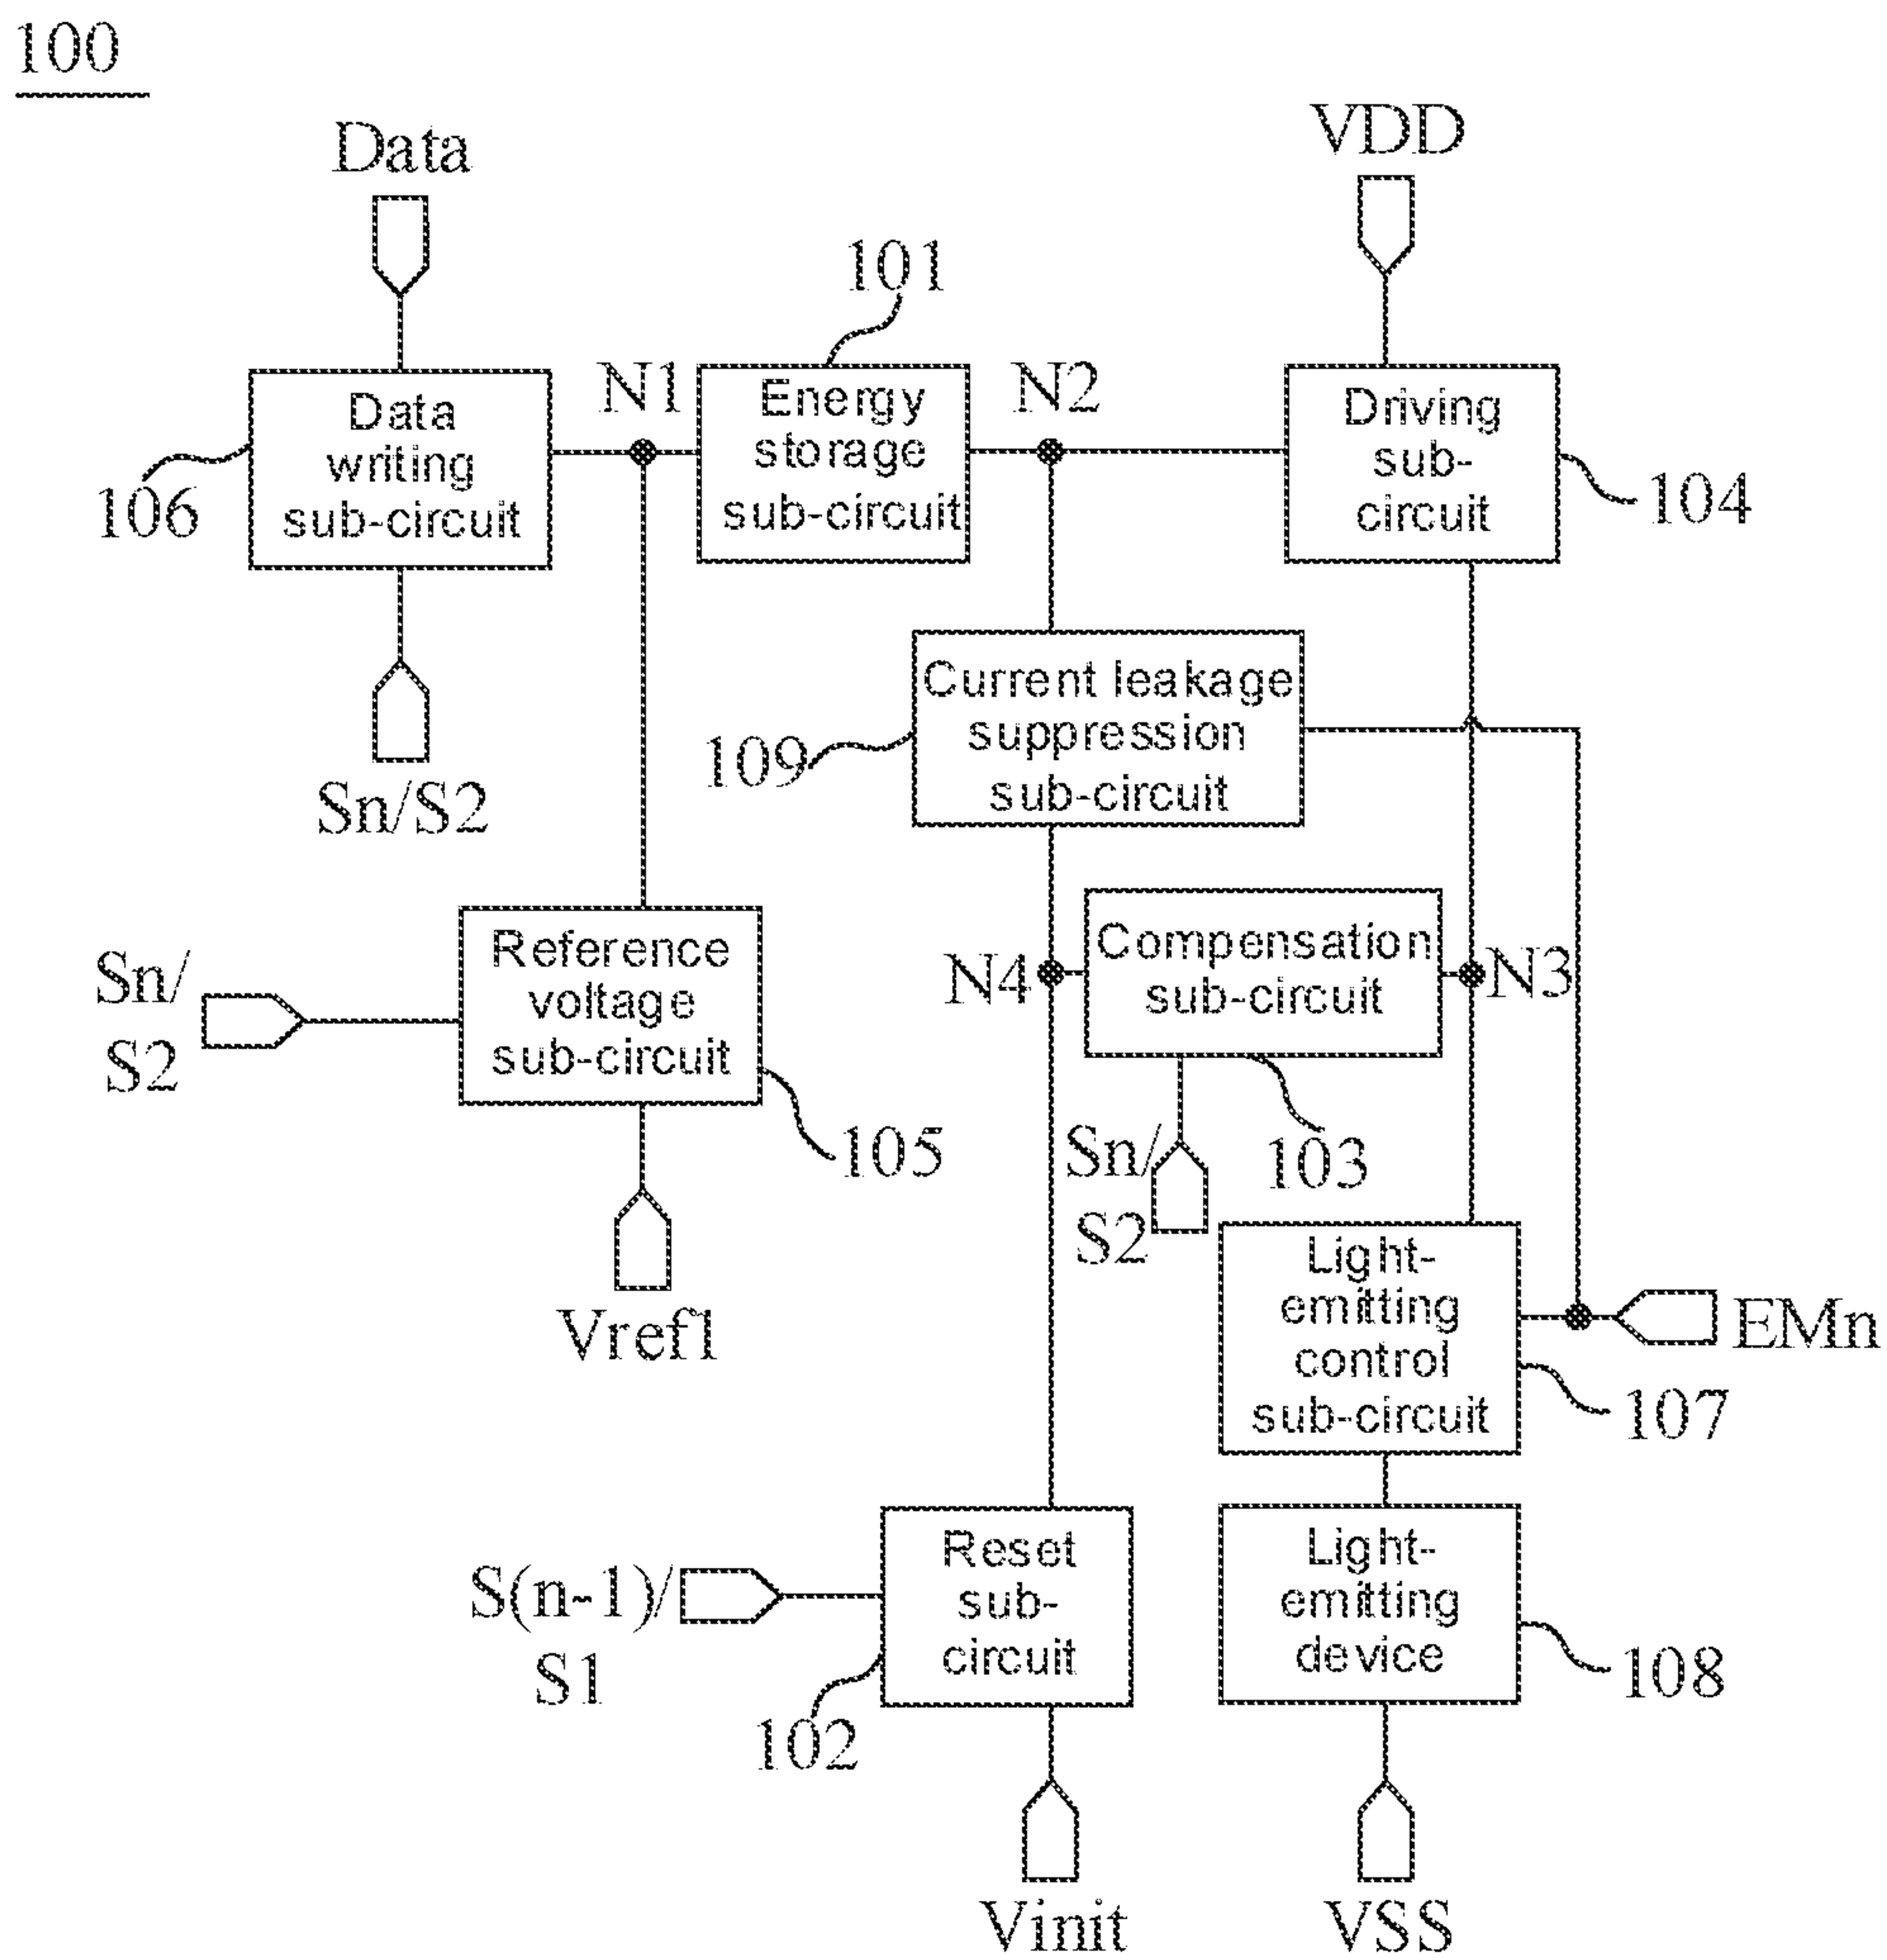 100
Data
VDD
101
N1
N2
Data
writing
sub-circuit
Energy
storage
sub-circuit
Driving
sub-
circuit
106
104
Current leakage
suppression
sub-circuit
109
Sn/S2
Reference
voltage
sub-circuit
Sn/
S2
N4
Compensation
sub-circuit
N3
105
Sn/
S2
103
Vref1
Light-
emitting
control
sub-circuit
EMn
107
Reset
sub-
circuit
S(n-1)/
S1
Light-
emitting
device
108
102
Vinit
VSS